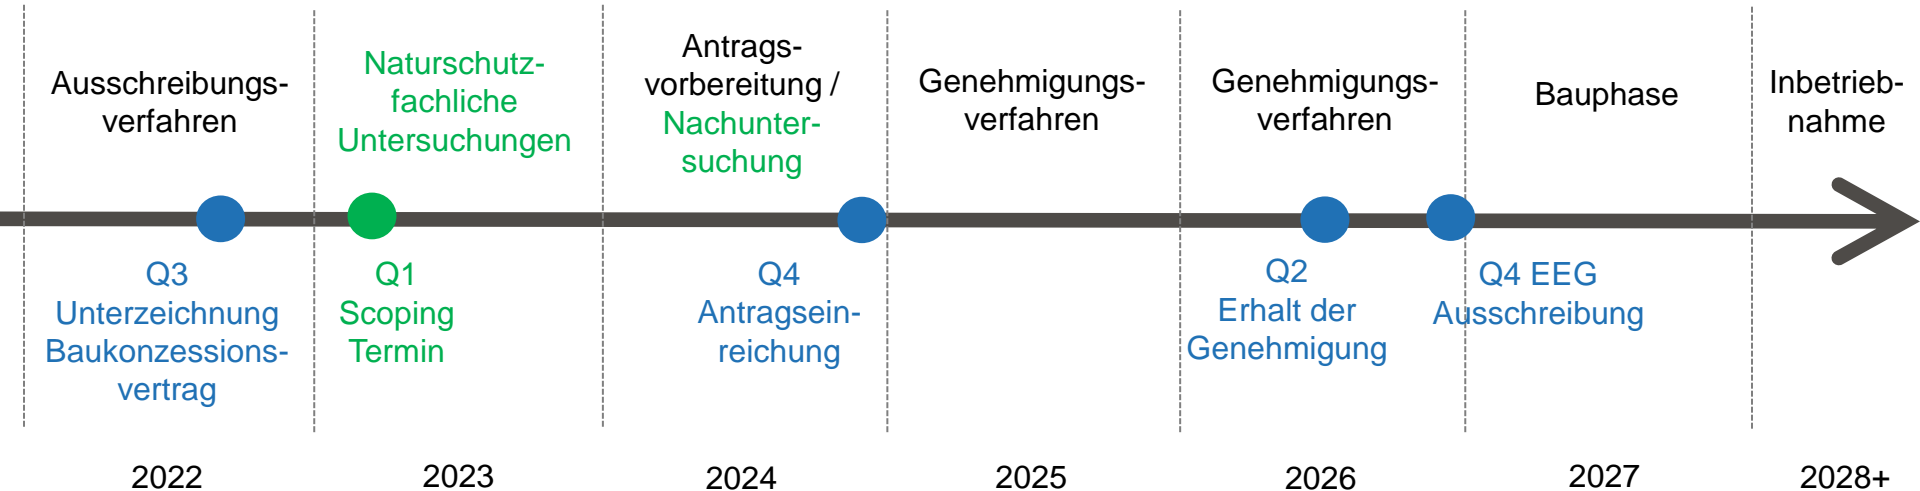 Ausschreibungs-
verfahren
Naturschutz-
fachliche
Untersuchungen
Antrags-
vorbereitung /
Nachunter-
suchung
Genehmigungs-
verfahren
Genehmigungs-
verfahren
Bauphase
Inbetrieb-
nahme
Q3
Unterzeichnung
Baukonzessions-
vertrag
Q1
Scoping
Termin
Q4
Antragsein-
reichung
Q2
Erhalt der
Genehmigung
Q4 EEG
Ausschreibung
2022
2023
2024
2025
2026
2027
2028+